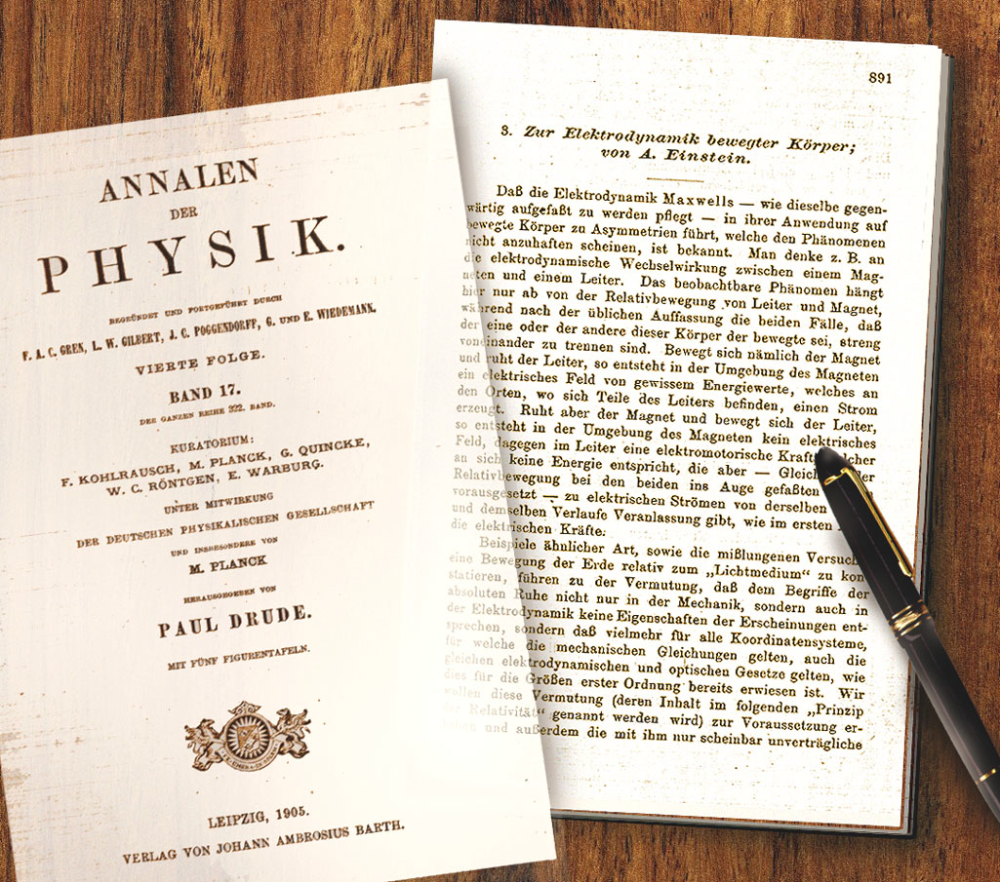 ANNALEN
DER
PHYSIK.
BEGRÜNDET UND FORTGEFÜHRT DURCH
F. A. C. GREN, L. W. GILBERT, J. C. POGGENDORFF, G. UND E. WIEDEMANN.
VIERTE FOLGE.
BAND 17.
DER GANZEN REIHE 322. BAND.
KURATORIUM:
F. KOHLRAUSCH, M. PLANCK, G. QUINCKE,
W. C. RÖNTGEN, E. WARBURG.
UNTER MITWIRKUNG
DER DEUTSCHEN PHYSIKALISCHEN GESELLSCHAFT
UND INSBESONDERE VON
M. PLANCK
HERAUSGEGEBEN VON
PAUL DRUDE.
MIT FÜNF FIGURENTAFELN.
LEIPZIG, 1905.
VERLAG VON JOHANN AMBROSIUS BARTH.
891
3. Zur Elektrodynamik bewegter Körper;
von A. Einstein.
Daß die Elektrodynamik Maxwells — wie dieselbe gegen-
wärtig aufgefaßt zu werden pflegt — in ihrer Anwendung auf
bewegte Körper zu Asymmetrien führt, welche den Phänomenen
nicht anzuhaften scheinen, ist bekannt. Man denke z. B. an
die elektrodynamische Wechselwirkung zwischen einem Mag-
neten und einem Leiter. Das beobachtbare Phänomen hängt
hier nur ab von der Relativbewegung von Leiter und Magnet,
während nach der üblichen Auffassung die beiden Fälle, daß
der eine oder der andere dieser Körper der bewegte sei, streng
voneinander zu trennen sind. Bewegt sich nämlich der Magnet
und ruht der Leiter, so entsteht in der Umgebung des Magneten
ein elektrisches Feld von gewissem Energiewerte, welches an
den Orten, wo sich Teile des Leiters befinden, einen Strom
erzeugt. Ruht aber der Magnet und bewegt sich der Leiter,
so entsteht in der Umgebung des Magneten kein elektrisches
Feld, dagegen im Leiter eine elektromotorische Kraft
an sich keine Energie entspricht, die aber —
Relativbewegung bei den beiden ins Auge gefaßten
vorausgesetzt — zu elektrischen Strömen von derselben
und demselben Verlaufe Veranlassung gibt, wie im ersten
die elektrischen Kräfte.
Beispiele ähnlicher Art, sowie die mißlungenen
eine Bewegung der Erde relativ zum „Lichtmedium“ zu kon
statieren, führen zu der Vermutung, daß dem Begriffe der
absoluten Ruhe nicht nur in der Mechanik, sondern auch in
der Elektrodynamik keine Eigenschaften der Erscheinungen ent-
sprechen, sondern daß vielmehr für alle Koordinatensysteme,
für welche die mechanischen Gleichungen gelten, auch die
gleichen elektrodynamischen und optischen Gesetze gelten, wie
dies für die Größen erster Ordnung bereits erwiesen ist. Wir
wollen diese Vermutung (deren Inhalt im folgenden „Prinzip
der Relativität“ genannt werden wird) zur Voraussetzung er-
heben und außerdem die mit ihm nur scheinbar unverträgliche